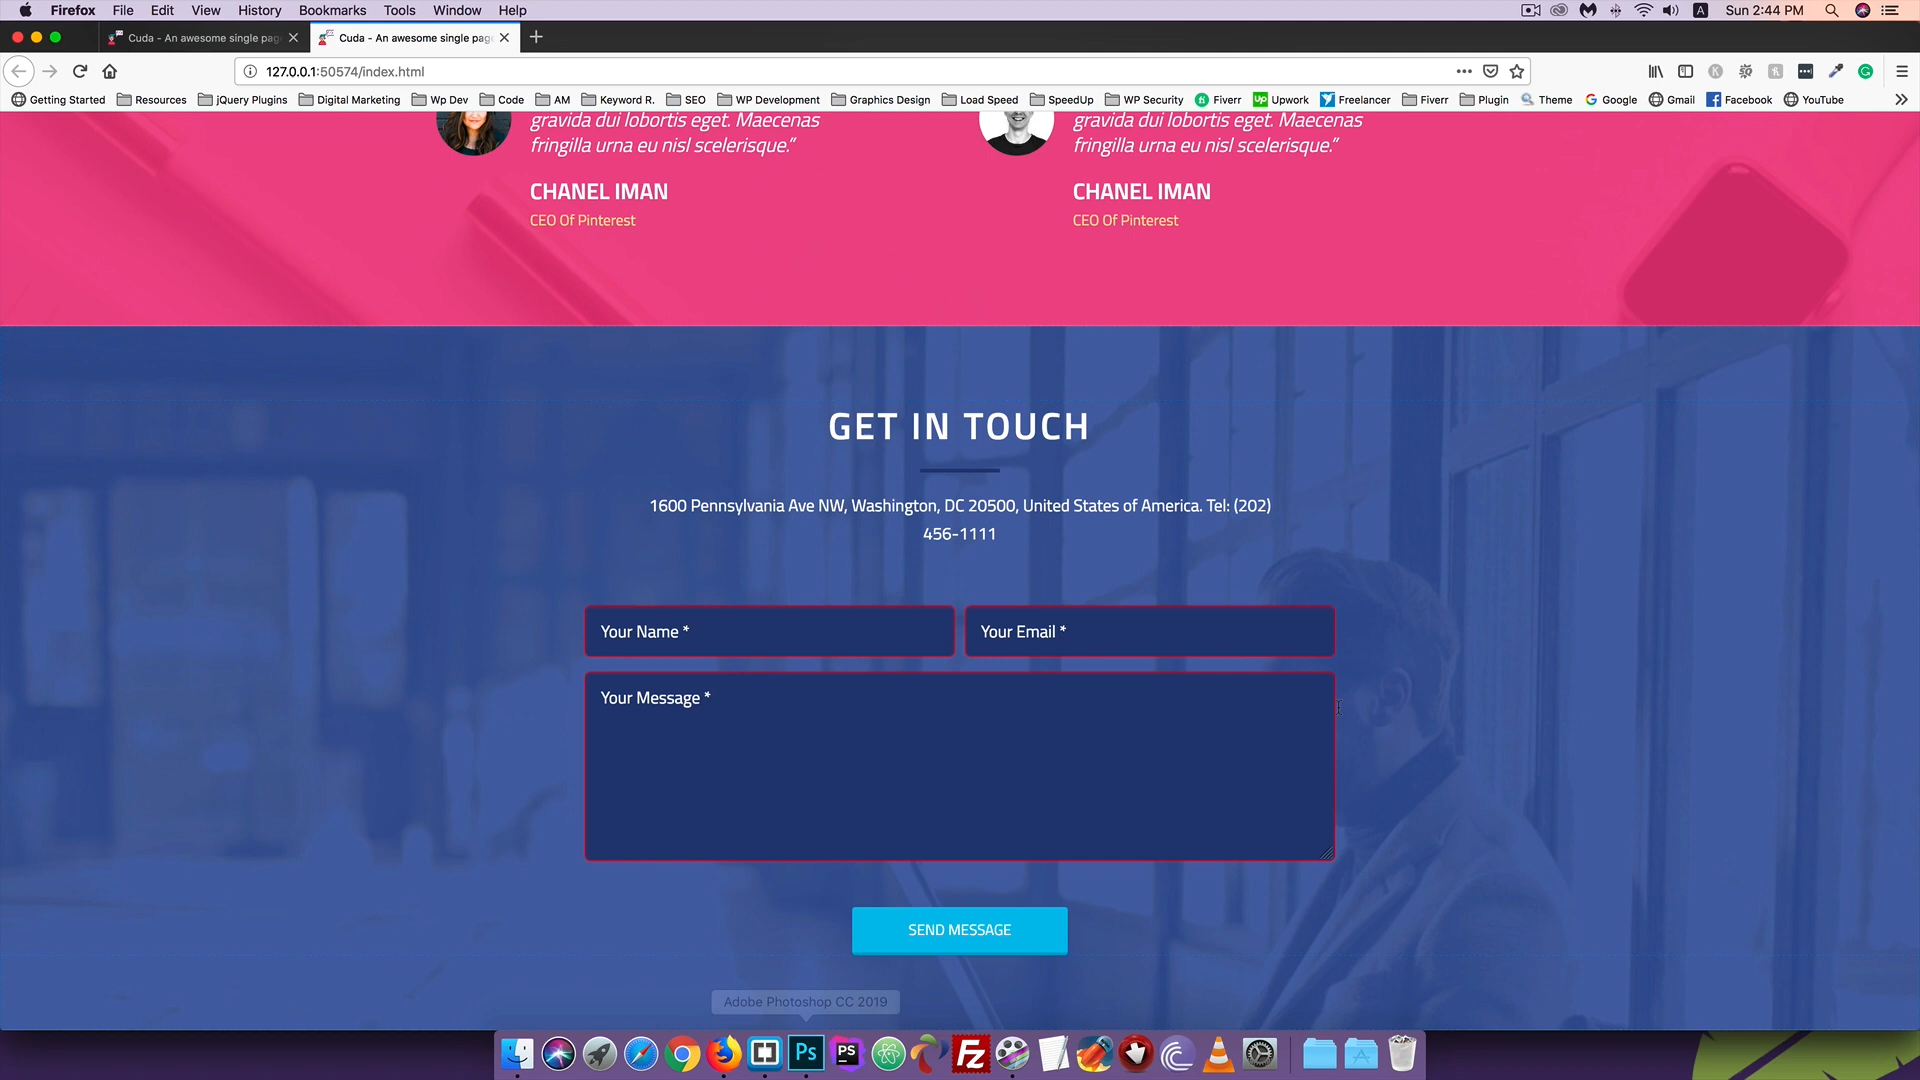 Firefox File Edit View History Bookmarks Tools Window Help
A Sun 2:44 PM
Cuda - An awesome single pag
Cuda - An awesome single pag
127.0.0.1:50574/index.html
Getting Started Resources jQuery Plugins Digital Marketing Wp Dev Code AM Keyword R. SEO WP Development Graphics Design Load Speed SpeedUp WP Security Fiverr Upwork Freelancer Fiverr Plugin Theme Google Gmail Facebook YouTube
gravida dui lobortis eget. Maecenas
fringilla urna eu nisl scelerisque.”
CHANEL IMAN
CEO Of Pinterest
gravida dui lobortis eget. Maecenas
fringilla urna eu nisl scelerisque.”
CHANEL IMAN
CEO Of Pinterest
GET IN TOUCH
1600 Pennsylvania Ave NW, Washington, DC 20500, United States of America. Tel: (202)
456-1111
Your Name *
Your Email *
Your Message *
SEND MESSAGE
Adobe Photoshop CC 2019
Ps
PS
FZ